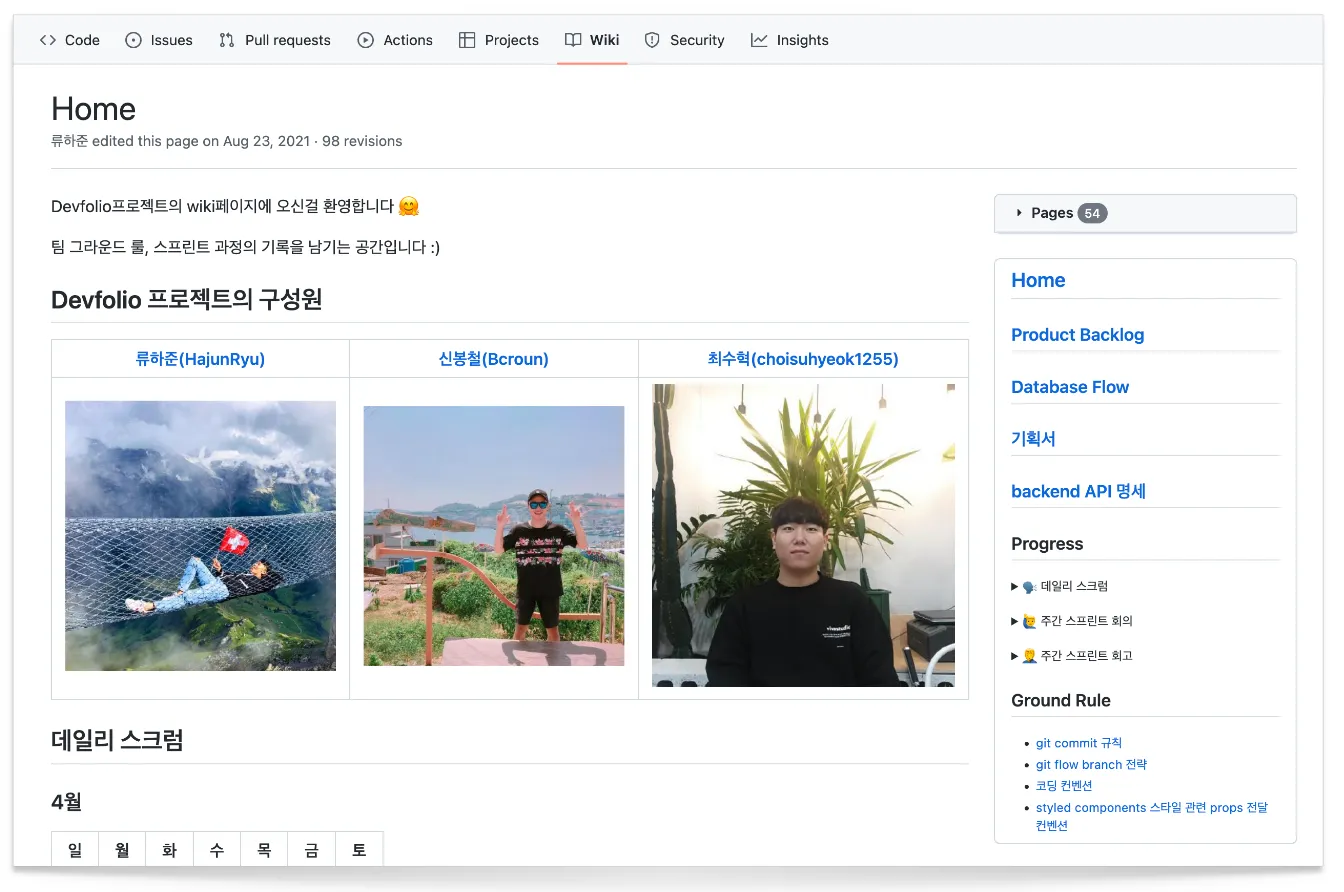 Code Issues Pull requests Actions Projects Wiki Security Insights
Home
류하준 edited this page on Aug 23, 2021 · 98 revisions
Devfolio프로젝트의 wiki페이지에 오신걸 환영합니다 🤗
팀 그라운드 룰, 스프린트 과정의 기록을 남기는 공간입니다 :)
Devfolio 프로젝트의 구성원
류하준(HajunRyu) 신봉철(Bcroun) 최수혁(choisuhyeok1255)
데일리 스크럼
4월
일 월 화 수 목 금 토
Pages 54
Home
Product Backlog
Database Flow
기획서
backend API 명세
Progress
🗣️ 데일리 스크럼
🙋‍♂️ 주간 스프린트 회의
🤦‍♂️ 주간 스프린트 회고
Ground Rule
git commit 규칙
git flow branch 전략
코딩 컨벤션
styled components 스타일 관련 props 전달
컨벤션